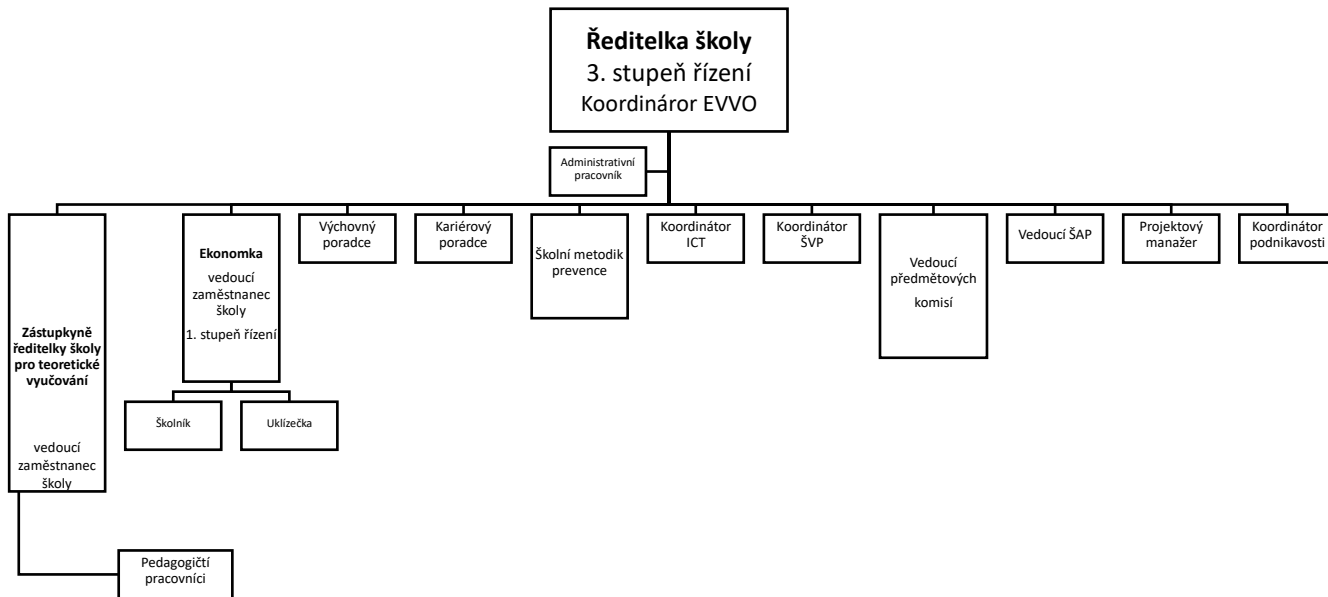 Ředitelka školy
3. stupeň řízení
Koordináror EVVO
Administrativní
pracovník
Zástupkyně
ředitelky školy
pro teoretické
vyučování
vedoucí
zaměstnanec
školy
Ekonomka
vedoucí
zaměstnanec
školy
1. stupeň řízení
Výchovný
poradce
Kariérový
poradce
Školní metodik
prevence
Koordinátor
ICT
Koordinátor
ŠVP
Vedoucí
předmětových
komisí
Vedoucí ŠAP
Projektový
manažer
Koordinátor
podnikavosti
Školník
Uklízečka
Pedagogičtí
pracovníci